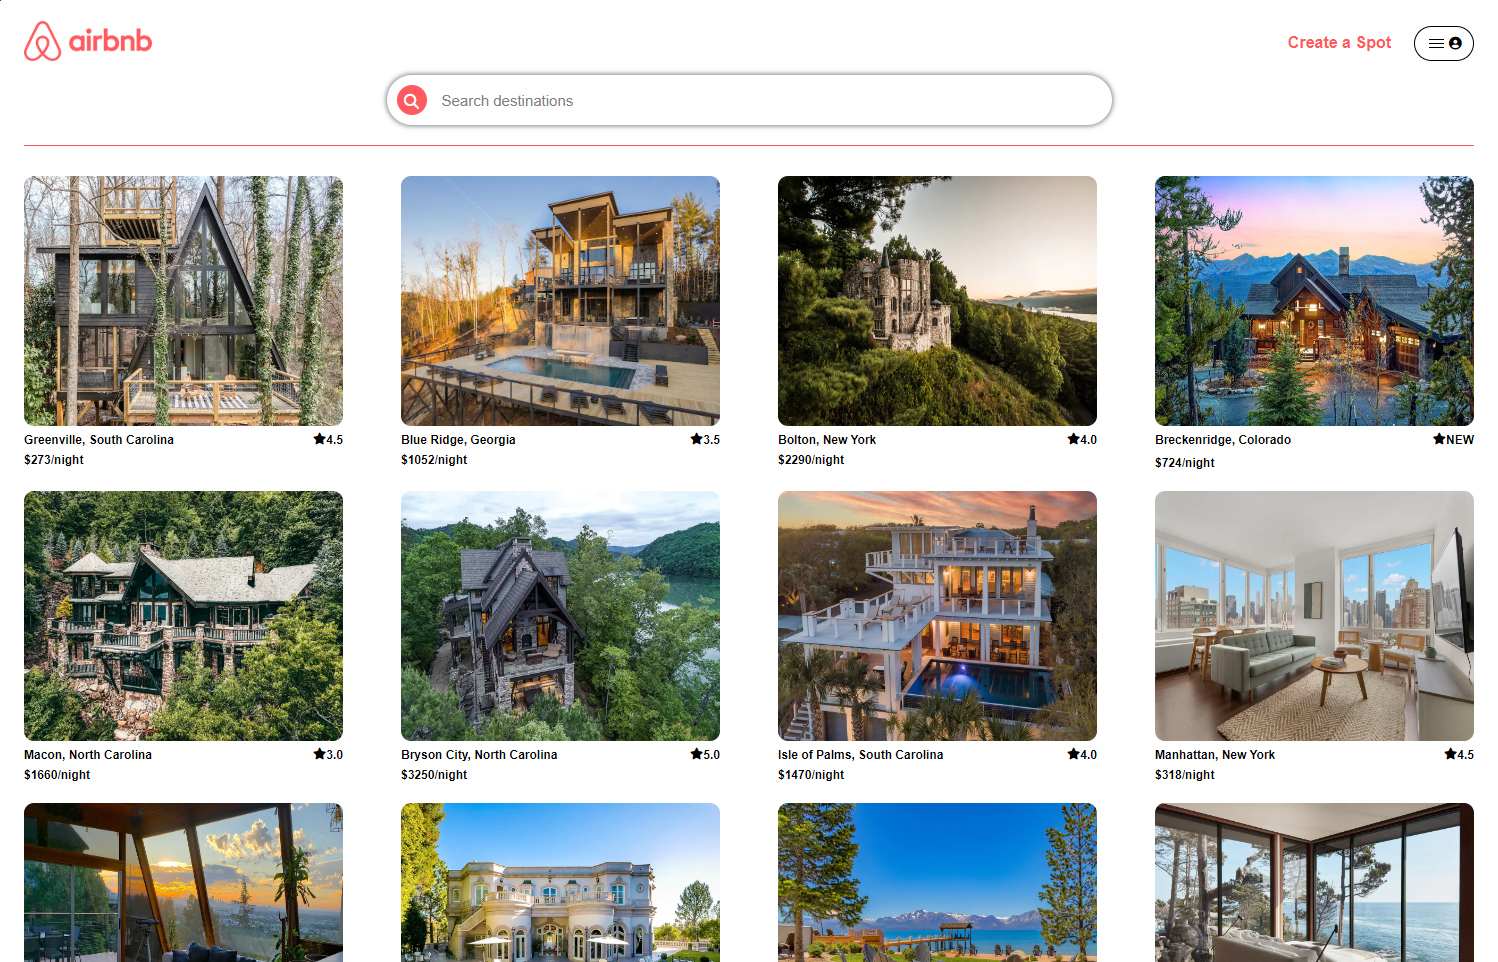 airbnb
Create a Spot
Search destinations
Greenville, South Carolina 4.5
$273/night
Blue Ridge, Georgia 3.5
$1052/night
Bolton, New York 4.0
$2290/night
Breckenridge, Colorado NEW
$724/night
Macon, North Carolina 3.0
$1660/night
Bryson City, North Carolina 5.0
$3250/night
Isle of Palms, South Carolina 4.0
$1470/night
Manhattan, New York 4.5
$318/night